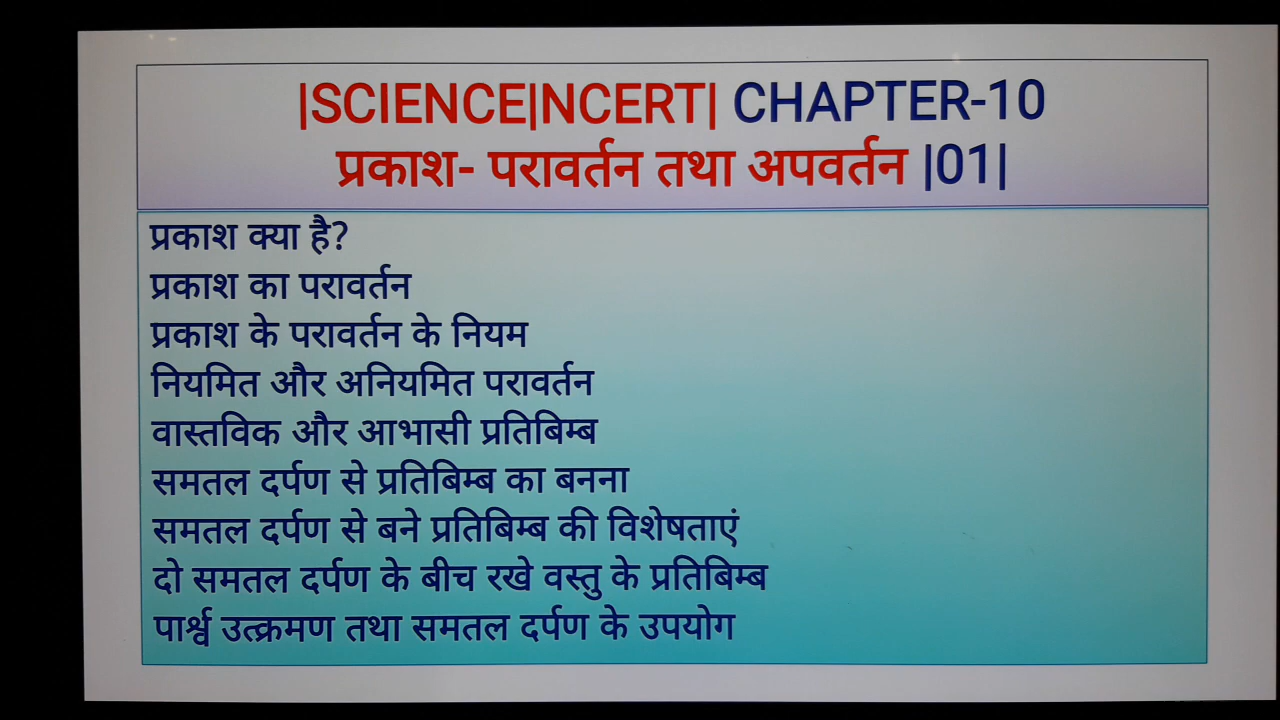 |SCIENCE|NCERT| CHAPTER-10
प्रकाश- परावर्तन तथा अपवर्तन |01|
प्रकाश क्या है?
प्रकाश का परावर्तन
प्रकाश के परावर्तन के नियम
नियमित और अनियमित परावर्तन
वास्तविक और आभासी प्रतिबिम्ब
समतल दर्पण से प्रतिबिम्ब का बनना
समतल दर्पण से बने प्रतिबिम्ब की विशेषताएं
दो समतल दर्पण के बीच रखे वस्तु के प्रतिबिम्ब
पार्श्व उत्क्रमण तथा समतल दर्पण के उपयोग